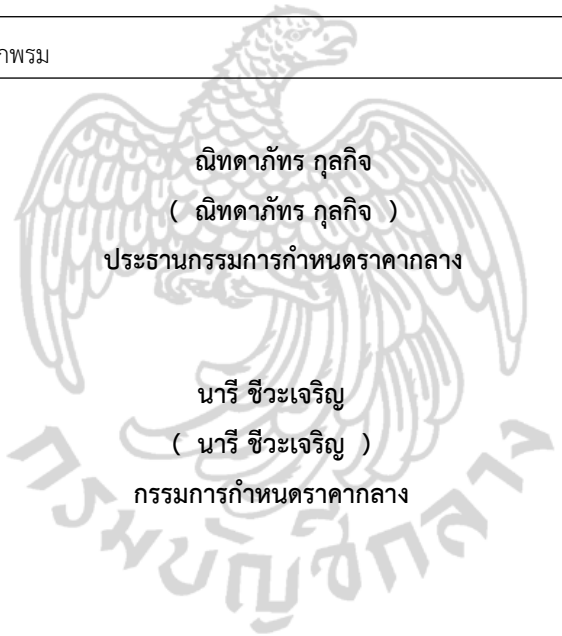 กพรม
ณิทดาภัทร กุลกิจ
( ณิทดาภัทร กุลกิจ )
ประธานกรรมการกำหนดราคากลาง
นารี ชีวะเจริญ
( นารี ชีวะเจริญ )
กรรมการกำหนดราคากลาง
กรมบัญชีกลาง